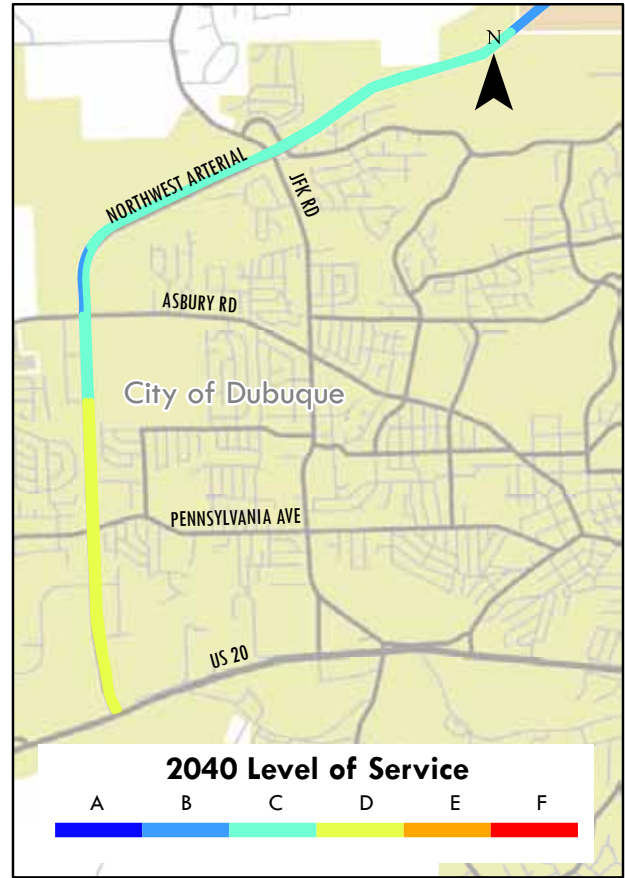 N
NORTHWEST ARTERIAL
JFK RD
ASBURY RD
City of Dubuque
PENNSYLVANIA AVE
US 20
2040 Level of Service
A B C D E F